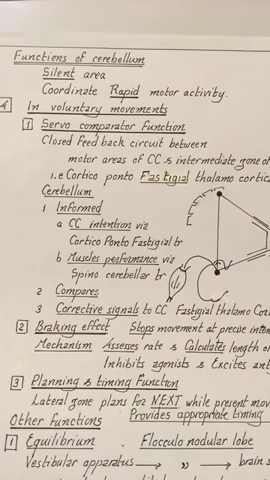 Functions of cerebellum
Silent area
Coordinate Rapid motor activity.
A In voluntary movements
1 Servo comparator function
Closed feed back circuit between
motor areas of CC & intermediate zone of
i.e Cortico ponto Fastigial thalamo cortica
Cerebellum
1 Informed
a CC intention viz
Cortico Ponto Fastigial tr
b Muscles performance viz
Spino cerebellar tr
2 Compares
3 Corrective signals to CC Fastigial Thalamo Cor
2 Braking effect Stops movement at precise inten
Mechanism Assesses rate & Calculates length o
Inhibits agonists & Excites ant
3 Planning & timing Function
Lateral zone plans for NEXT while present mov
Provides appropriate timing
Other functions
1 Equilibrium . Flocculo nodular lobe
Vestibular apparatus → " → brain s